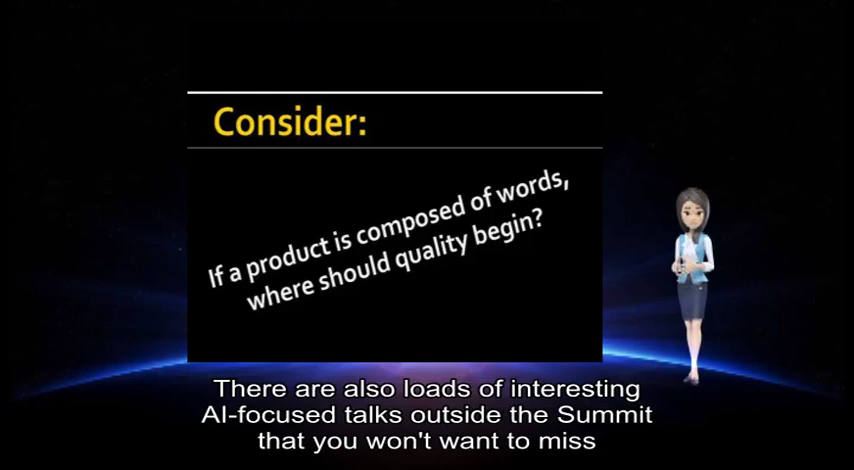 Consider:
If a product is composed of words,
where should quality begin?
There are also loads of interesting
AI-focused talks outside the Summit
that you won't want to miss